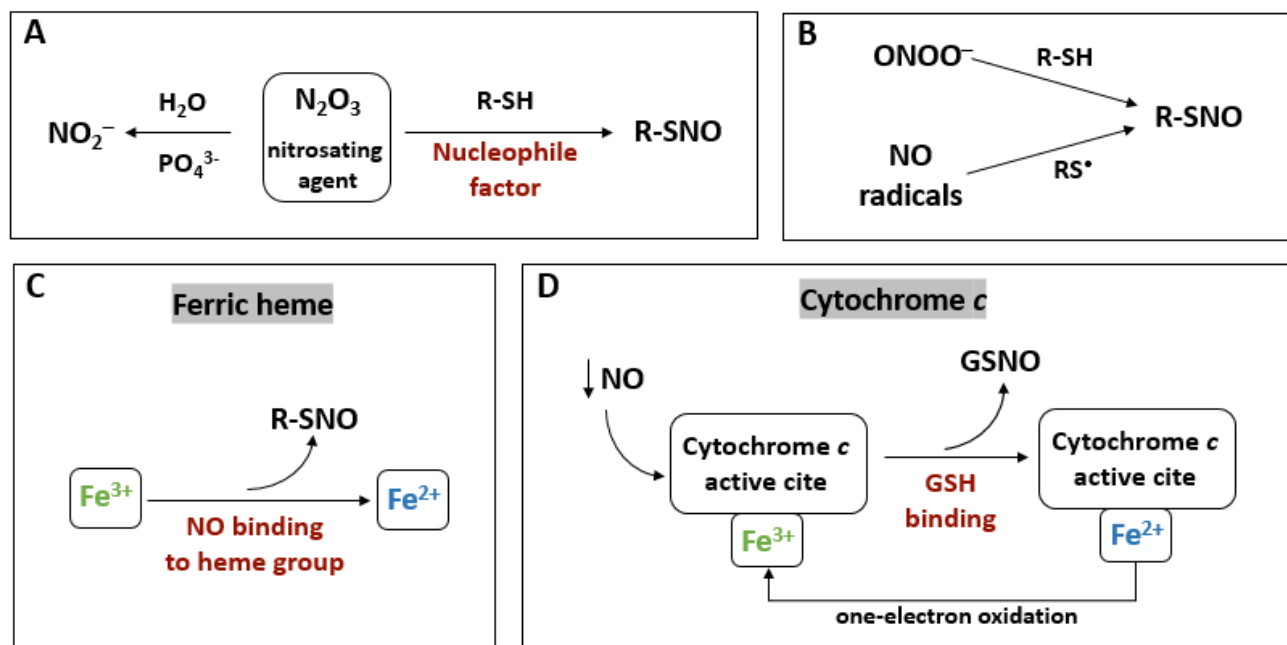 A
H₂O
NO₂⁻
PO₄³⁻
N₂O₃
nitrosating
agent
R-SH
Nucleophile
factor
R-SNO
B
ONOO⁻
R-SH
R-SNO
NO
radicals
RS•
C
Ferric heme
R-SNO
Fe³⁺
Fe²⁺
NO binding
to heme group
D
Cytochrome c
↓ NO
GSNO
Cytochrome c
active cite
Fe³⁺
GSH
binding
Cytochrome c
active cite
Fe²⁺
one-electron oxidation